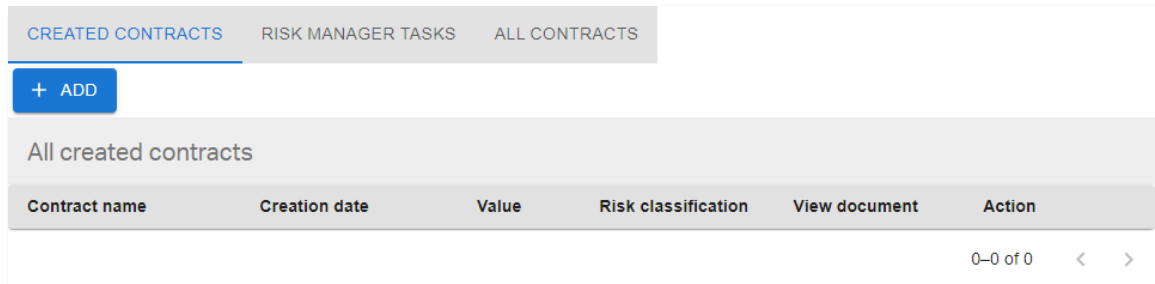 CREATED CONTRACTS RISK MANAGER TASKS ALL CONTRACTS
+ ADD
All created contracts
Contract name Creation date Value Risk classification View document Action
0–0 of 0 < >